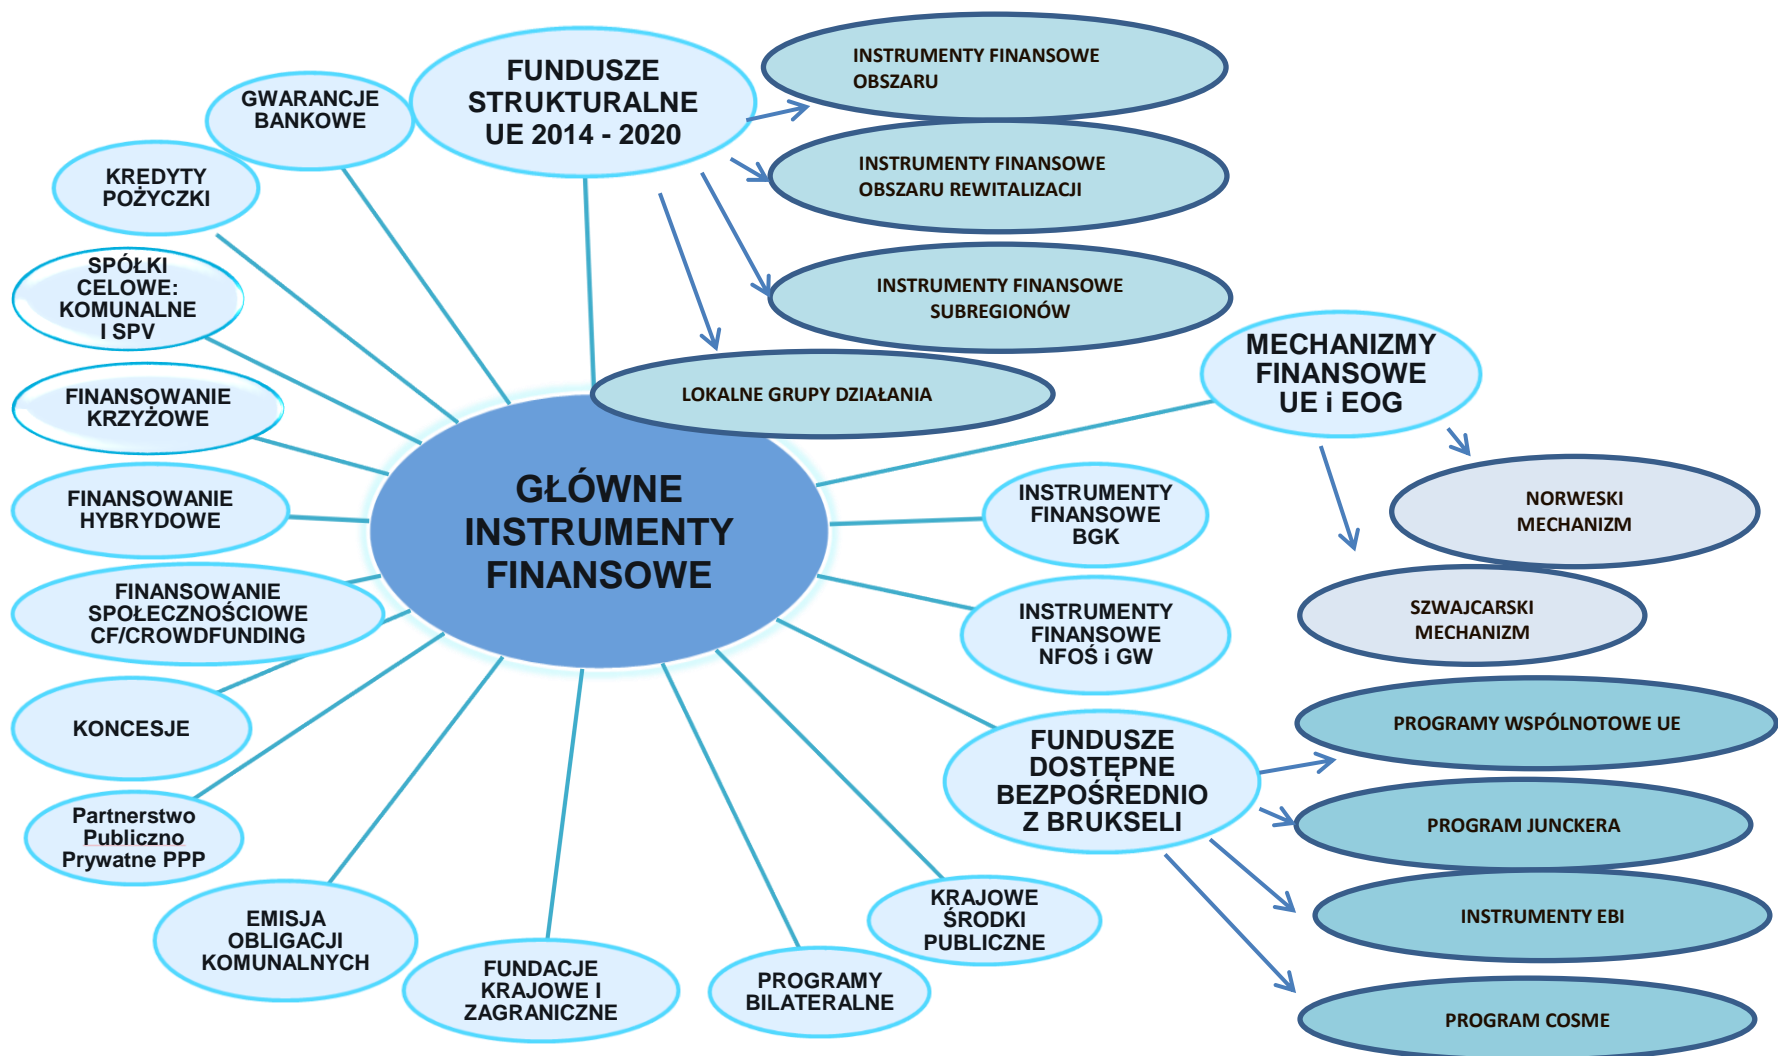 FUNDUSZE
STRUKTURALNE
UE 2014 - 2020
INSTRUMENTY FINANSOWE
OBSZARU
INSTRUMENTY FINANSOWE
OBSZARU REWITALIZACJI
INSTRUMENTY FINANSOWE
SUBREGIONÓW
LOKALNE GRUPY DZIAŁANIA
GWARANCJE
BANKOWE
KREDYTY
POŻYCZKI
SPÓŁKI
CELOWE:
KOMUNALNE
I SPV
FINANSOWANIE
KRZYŻOWE
FINANSOWANIE
HYBRYDOWE
FINANSOWANIE
SPOŁECZNOŚCIOWE
CF/CROWDFUNDING
KONCESJE
Partnerstwo
Publiczno
Prywatne PPP
EMISJA
OBLIGACJI
KOMUNALNYCH
FUNDACJE
KRAJOWE I
ZAGRANICZNE
PROGRAMY
BILATERALNE
KRAJOWE
ŚRODKI
PUBLICZNE
GŁÓWNE
INSTRUMENTY
FINANSOWE
MECHANIZMY
FINANSOWE
UE i EOG
NORWESKI
MECHANIZM
SZWAJCARSKI
MECHANIZM
INSTRUMENTY
FINANSOWE
BGK
INSTRUMENTY
FINANSOWE
NFOŚ i GW
FUNDUSZE
DOSTĘPNE
BEZPOŚREDNIO
Z BRUKSELI
PROGRAMY WSPÓLNOTOWE UE
PROGRAM JUNCKERA
INSTRUMENTY EBI
PROGRAM COSME